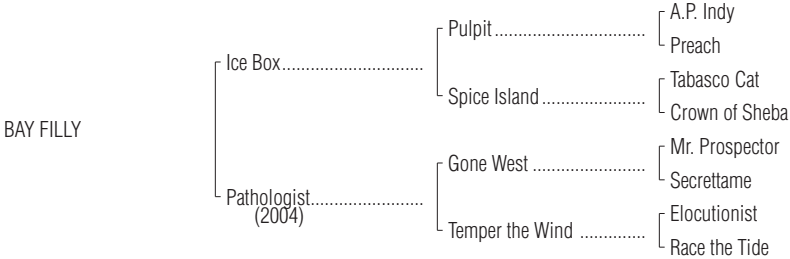 A.P. Indy
Pulpit..............................
Preach
Ice Box............................
Tabasco Cat
Spice Island.....................
Crown of Sheba
BAY FILLY
Mr. Prospector
Gone West ......................
Secrettame
Pathologist......................
(2004)
Elocutionist
Temper the Wind .............
Race the Tide